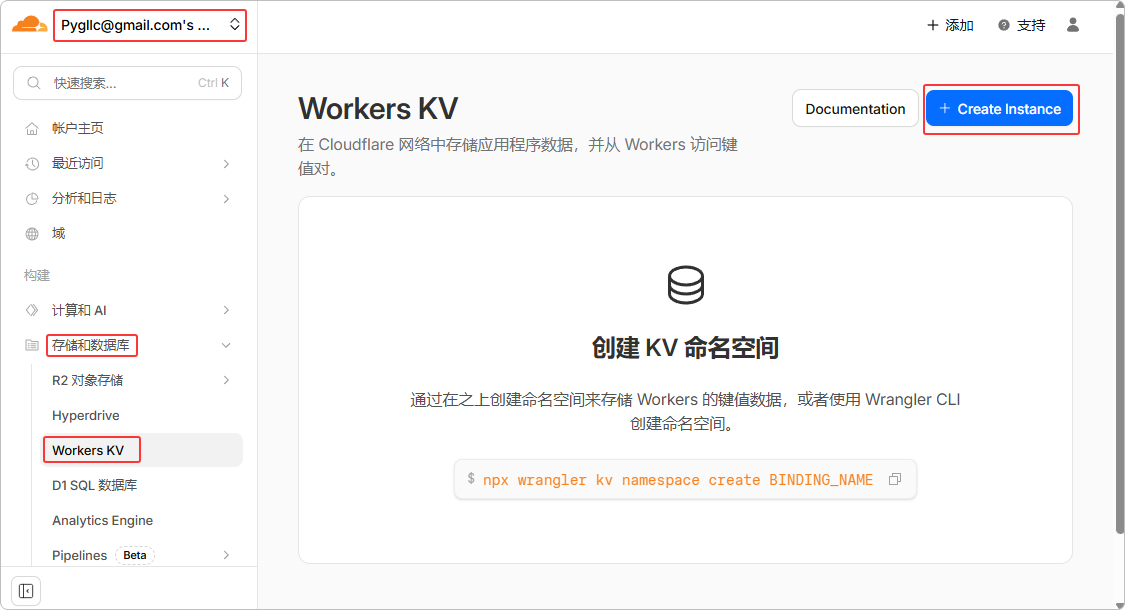 Pygllc@gmail.com's ...
添加
支持
快速搜索...
Ctrl K
帐户主页
最近访问
分析和日志
域
构建
计算和 AI
存储和数据库
R2 对象存储
Hyperdrive
Workers KV
D1 SQL 数据库
Analytics Engine
Pipelines Beta
Workers KV
Documentation
+ Create Instance
在 Cloudflare 网络中存储应用程序数据，并从 Workers 访问键
值对。
创建 KV 命名空间
通过在之上创建命名空间来存储 Workers 的键值数据，或者使用 Wrangler CLI
创建命名空间。
$ npx wrangler kv namespace create BINDING_NAME